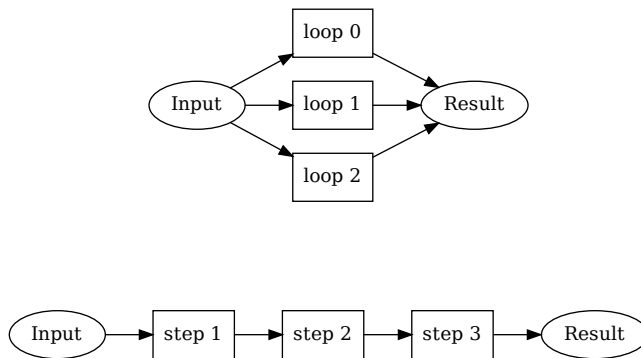 loop 0
Input
loop 1
Result
loop 2
Input
step 1
step 2
step 3
Result